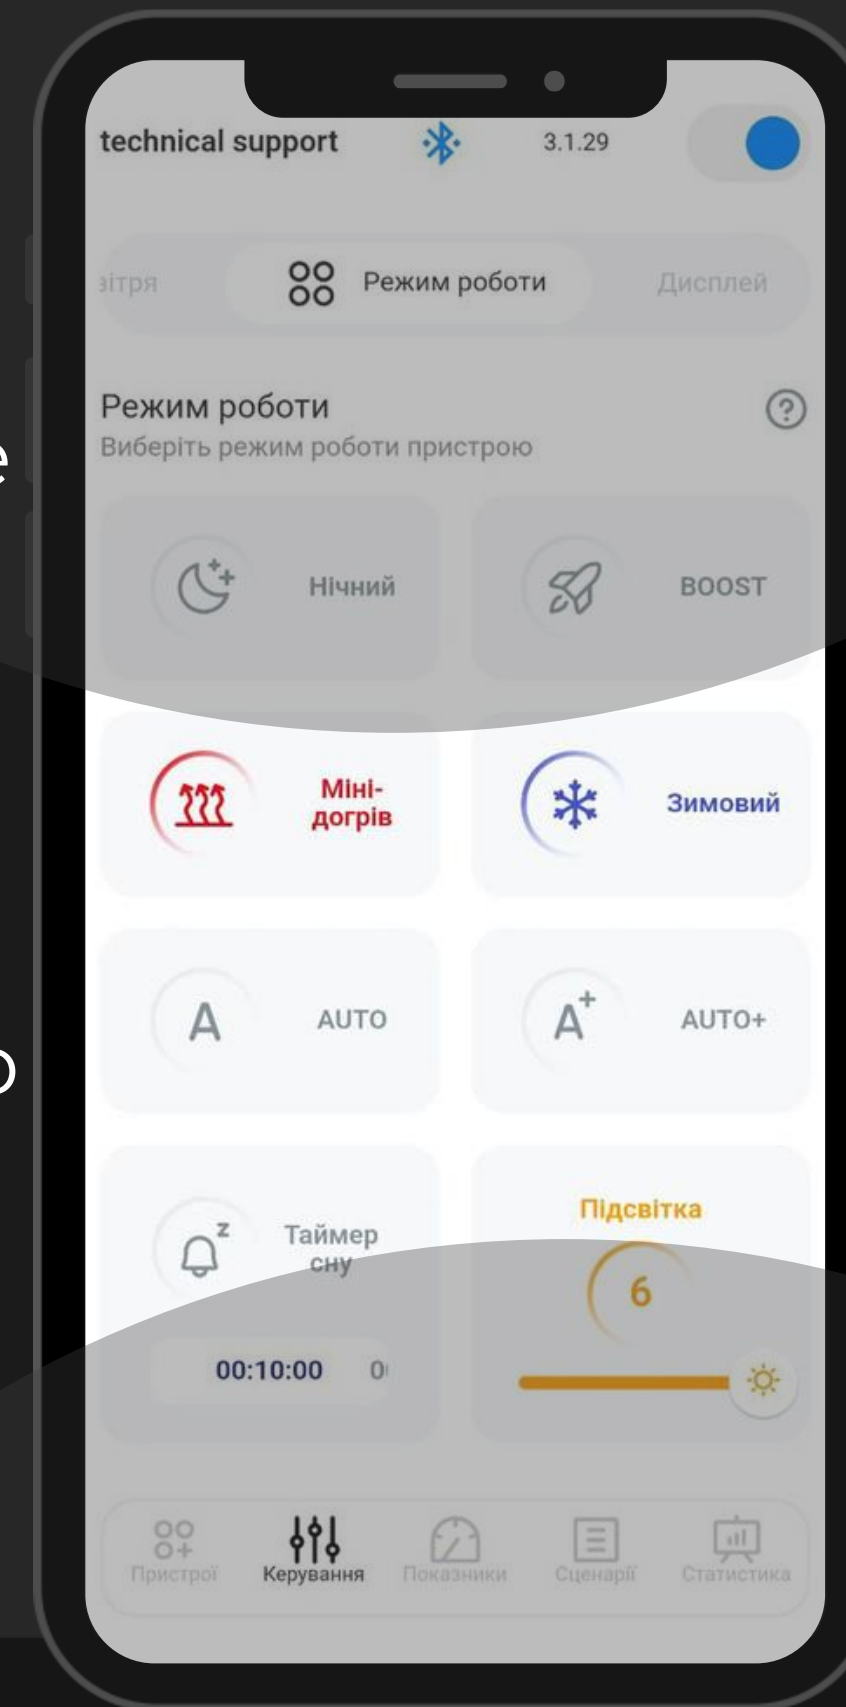 technical support
3.1.29
Режим роботи
Дисплей
Режим роботи
Виберіть режим роботи пристрою
Нічний
BOOST
Міні-
догрів
Зимовий
A
AUTO
A+
AUTO+
z
Таймер
сну
Підсвітка
6
00:10:00
Пристрої
Керування
Показники
Сценарії
Статистика